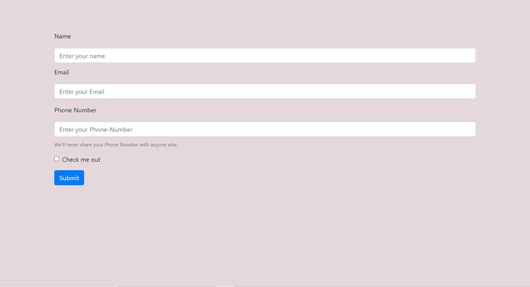 Name
Enter your name
Email
Enter your Email
Phone Number
Enter your Phone-Number
We'll never share your Phone Number with anyone else.
Check me out
Submit